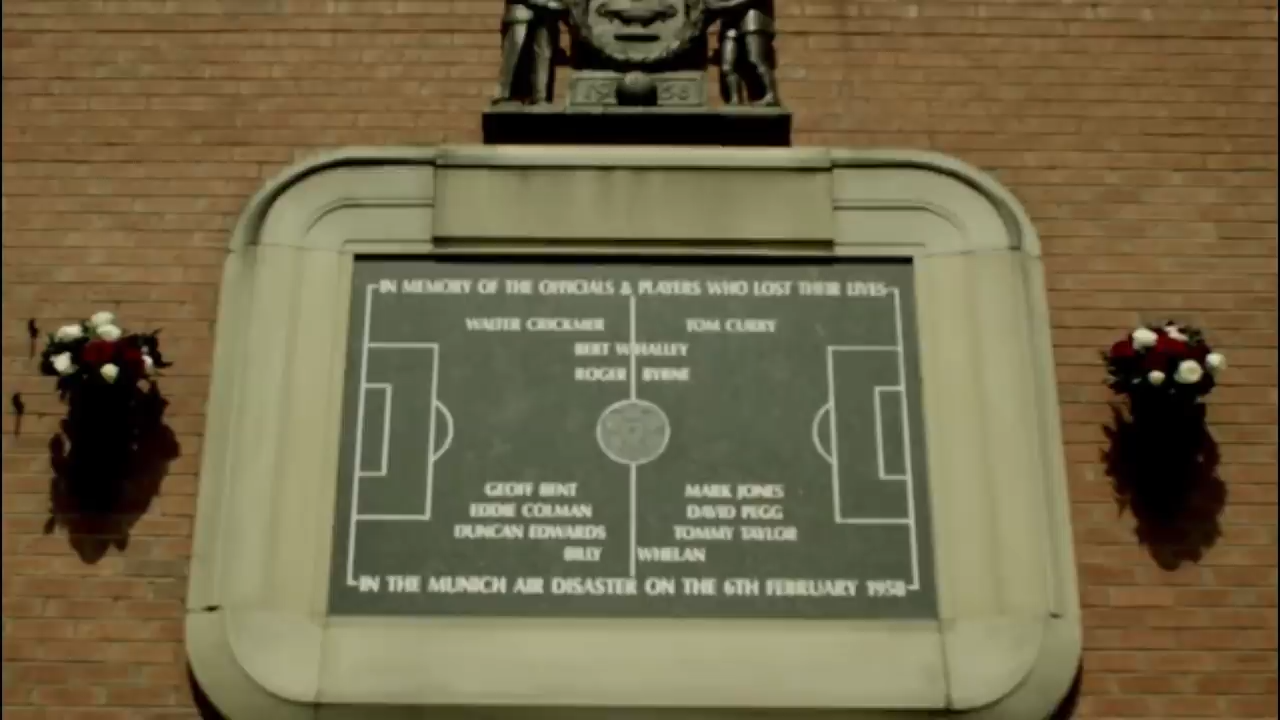 1958
IN MEMORY OF THE OFFICIALS & PLAYERS WHO LOST THEIR LIVES
WALTER CRICKMER TOM CURRY
BERT WHALLEY
ROGER BYRNE
GEOFF BENT MARK JONES
EDDIE COLMAN DAVID PEGG
DUNCAN EDWARDS TOMMY TAYLOR
BILLY WHELAN
IN THE MUNICH AIR DISASTER ON THE 6TH FEBRUARY 1958